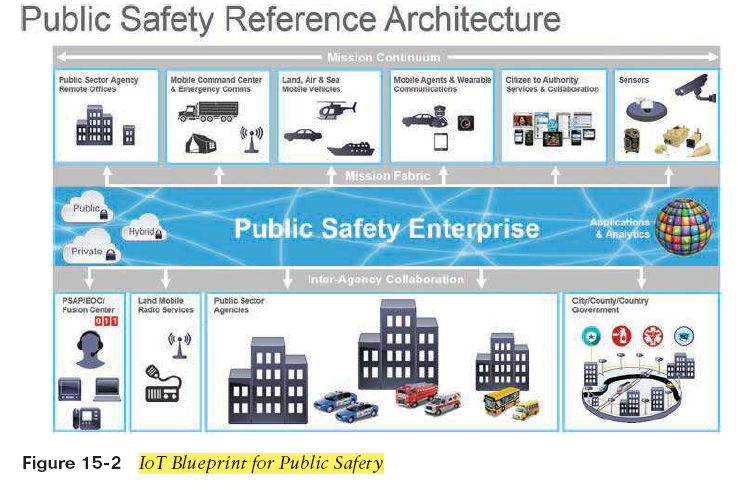 Public Safety Reference Architecture
Mission Continuum
Public Sector Agency
Remote Offices
Mobile Command Center
& Emergency Comms
Land, Air & Sea
Mobile Vehicles
Mobile Agents & Wearable
Communications
Citizen to Authority
Services & Collaboration
Sensors
Mission Fabric
Public
Hybrid
Private
Public Safety Enterprise
Applications
& Analytics
Inter-Agency Collaboration
PSAP/EOC/
Fusion Center
911
Land Mobile
Radio Services
Public Sector
Agencies
City/County/Country
Government
Figure 15-2 IoT Blueprint for Public Safety